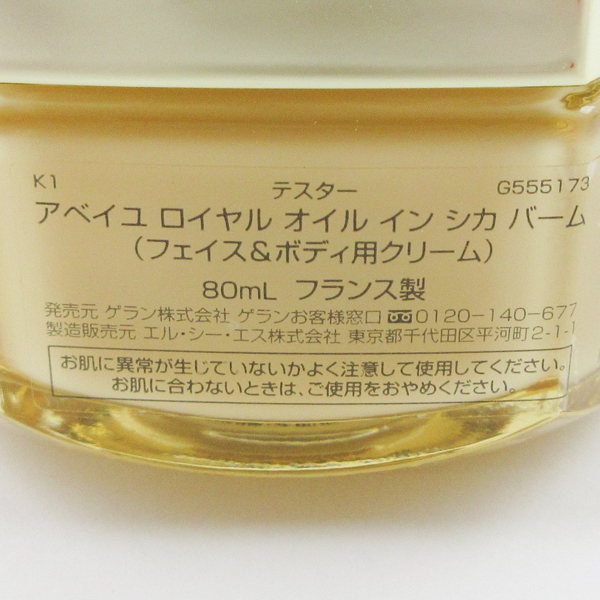 K1 テスター G555173
アベイユ ロイヤル オイル イン シカ バーム
（フェイス&ボディ用クリーム）
80mL フランス製
発売元 ゲラン株式会社 ゲランお客様窓口 0120-140-677
製造販売元 エル・シー・エス株式会社 東京都千代田区平河町2-1-1
お肌に異常が生じていないかよく注意して使用してください。
お肌に合わないときは、ご使用をおやめください。